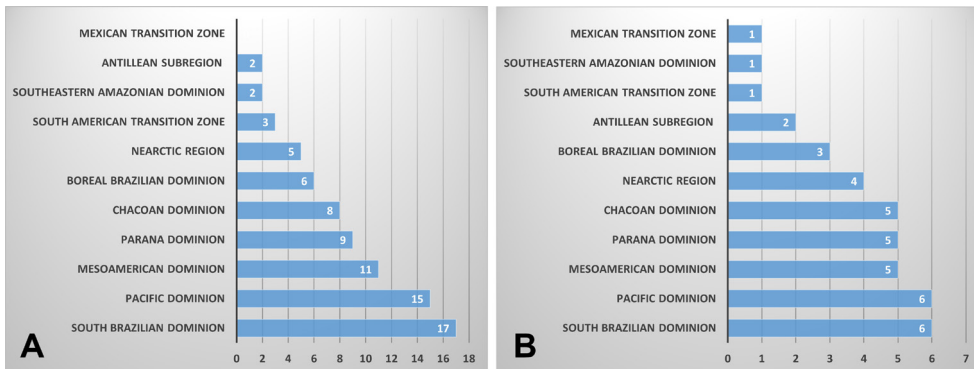 MEXICAN TRANSITION ZONE
ANTILLEAN SUBREGION 2
SOUTHEASTERN AMAZONIAN DOMINION 2
SOUTH AMERICAN TRANSITION ZONE 3
NEARCTIC REGION 5
BOREAL BRAZILIAN DOMINION 6
CHACOAN DOMINION 8
PARANA DOMINION 9
MESOAMERICAN DOMINION 11
PACIFIC DOMINION 15
SOUTH BRAZILIAN DOMINION 17
0 2 4 6 8 10 12 14 16 18
A
MEXICAN TRANSITION ZONE 1
SOUTHEASTERN AMAZONIAN DOMINION 1
SOUTH AMERICAN TRANSITION ZONE 1
ANTILLEAN SUBREGION 2
BOREAL BRAZILIAN DOMINION 3
NEARCTIC REGION 4
CHACOAN DOMINION 5
PARANA DOMINION 5
MESOAMERICAN DOMINION 5
PACIFIC DOMINION 6
SOUTH BRAZILIAN DOMINION 6
0 1 2 3 4 5 6 7
B